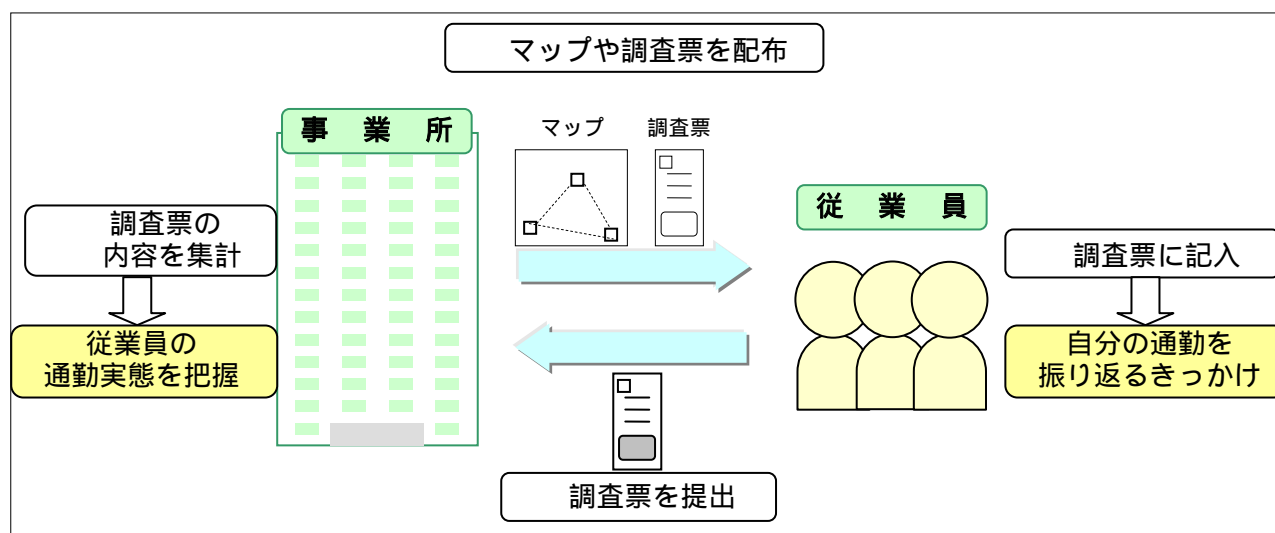 マップや調査票を配布
事業所
マップ
調査票
従業員
調査票の
内容を集計
調査票に記入
従業員の
通勤実態を把握
自分の通勤を
振り返るきっかけ
調査票を提出